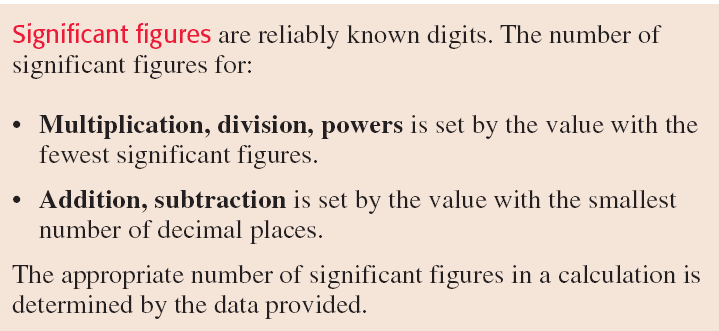 Significant figures are reliably known digits. The number of
significant figures for:
• Multiplication, division, powers is set by the value with the
fewest significant figures.
• Addition, subtraction is set by the value with the smallest
number of decimal places.
The appropriate number of significant figures in a calculation is
determined by the data provided.